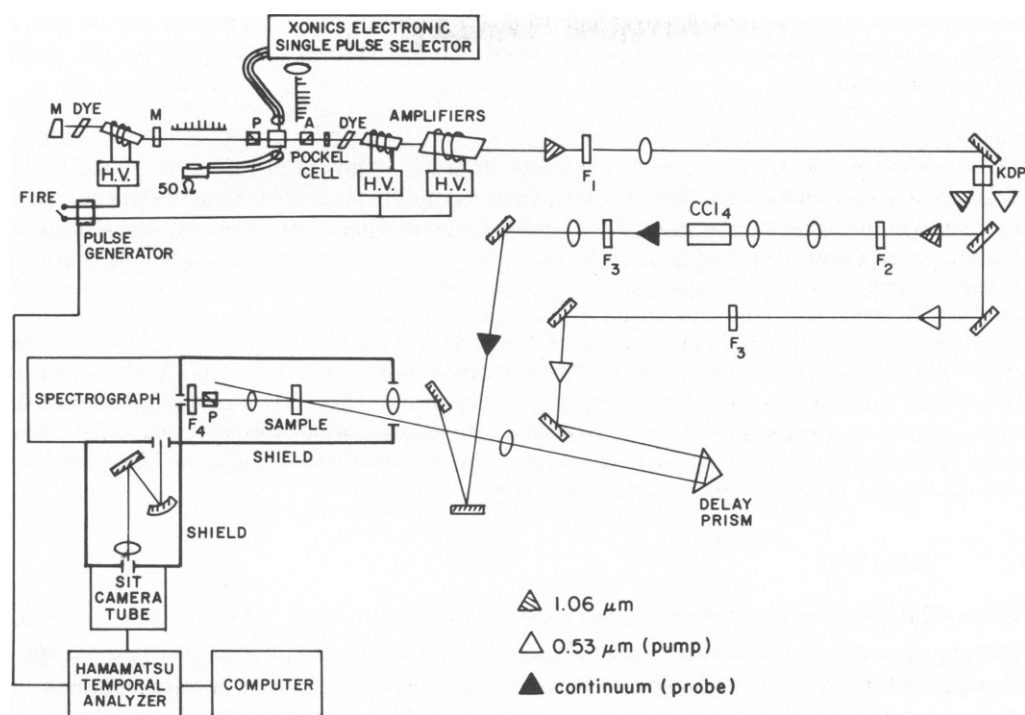 XONICS ELECTRONIC
SINGLE PULSE SELECTOR
M DYE
M
P
A
DYE
AMPLIFIERS
POCKEL
CELL
H.V.
50
Ω
H.V.
H.V.
FIRE
PULSE
GENERATOR
F1
KDP
CCl4
F3
F2
F3
SPECTROGRAPH
F4
P
SAMPLE
SHIELD
DELAY
PRISM
SHIELD
SIT
CAMERA
TUBE
1.06 μm
0.53 μm (pump)
continuum (probe)
HAMAMATSU
TEMPORAL
ANALYZER
COMPUTER